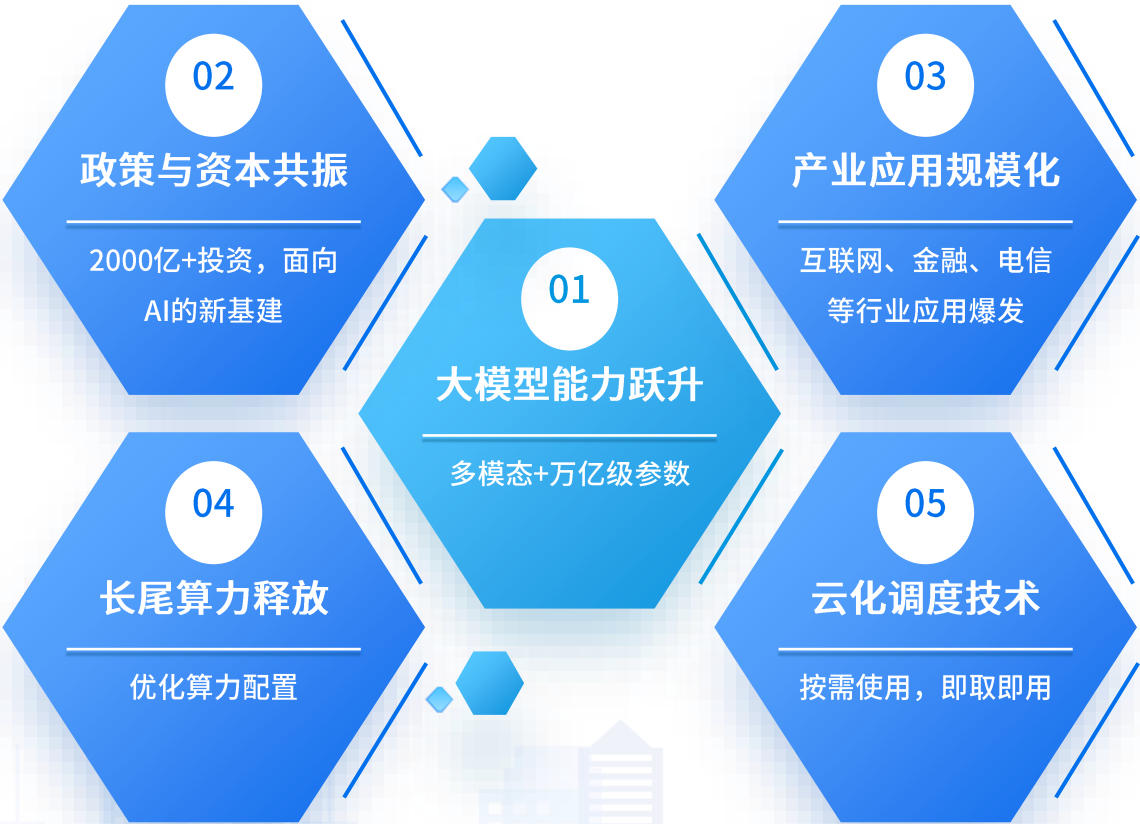 02
政策与资本共振
2000亿+投资，面向
AI的新基建
03
产业应用规模化
互联网、金融、电信
等行业应用爆发
01
大模型能力跃升
多模态+万亿级参数
04
长尾算力释放
优化算力配置
05
云化调度技术
按需使用，即取即用